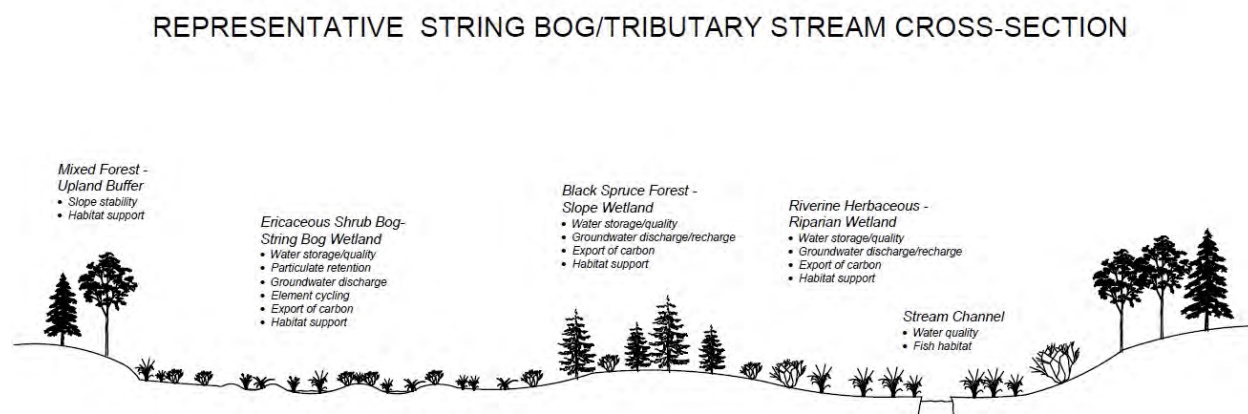 REPRESENTATIVE STRING BOG/TRIBUTARY STREAM CROSS-SECTION
Mixed Forest -
Upland Buffer
• Slope stability
• Habitat support
Ericaceous Shrub Bog-
String Bog Wetland
• Water storage/quality
• Particulate retention
• Groundwater discharge
• Element cycling
• Export of carbon
• Habitat support
Black Spruce Forest -
Slope Wetland
• Water storage/quality
• Groundwater discharge/recharge
• Export of carbon
• Habitat support
Riverine Herbaceous -
Riparian Wetland
• Water storage/quality
• Groundwater discharge/recharge
• Export of carbon
• Habitat support
Stream Channel
• Water quality
• Fish habitat